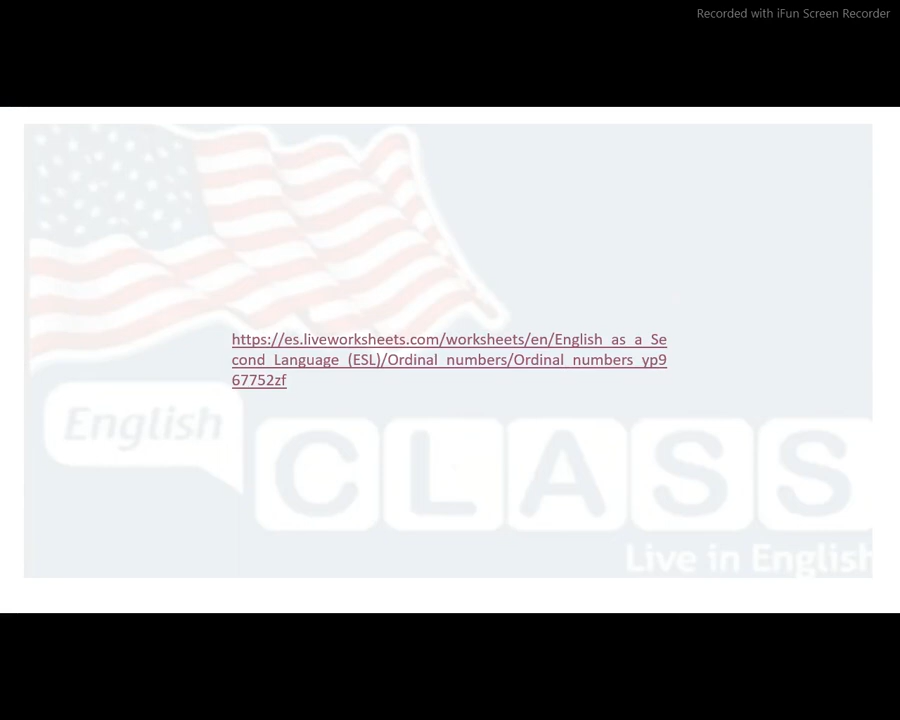 Recorded with iFun Screen Recorder
https://es.liveworksheets.com/worksheets/en/English_as_a_Se
cond_Language_(ESL)/Ordinal_numbers/Ordinal_numbers_yp9
67752zf
English
CLASS
Live in English